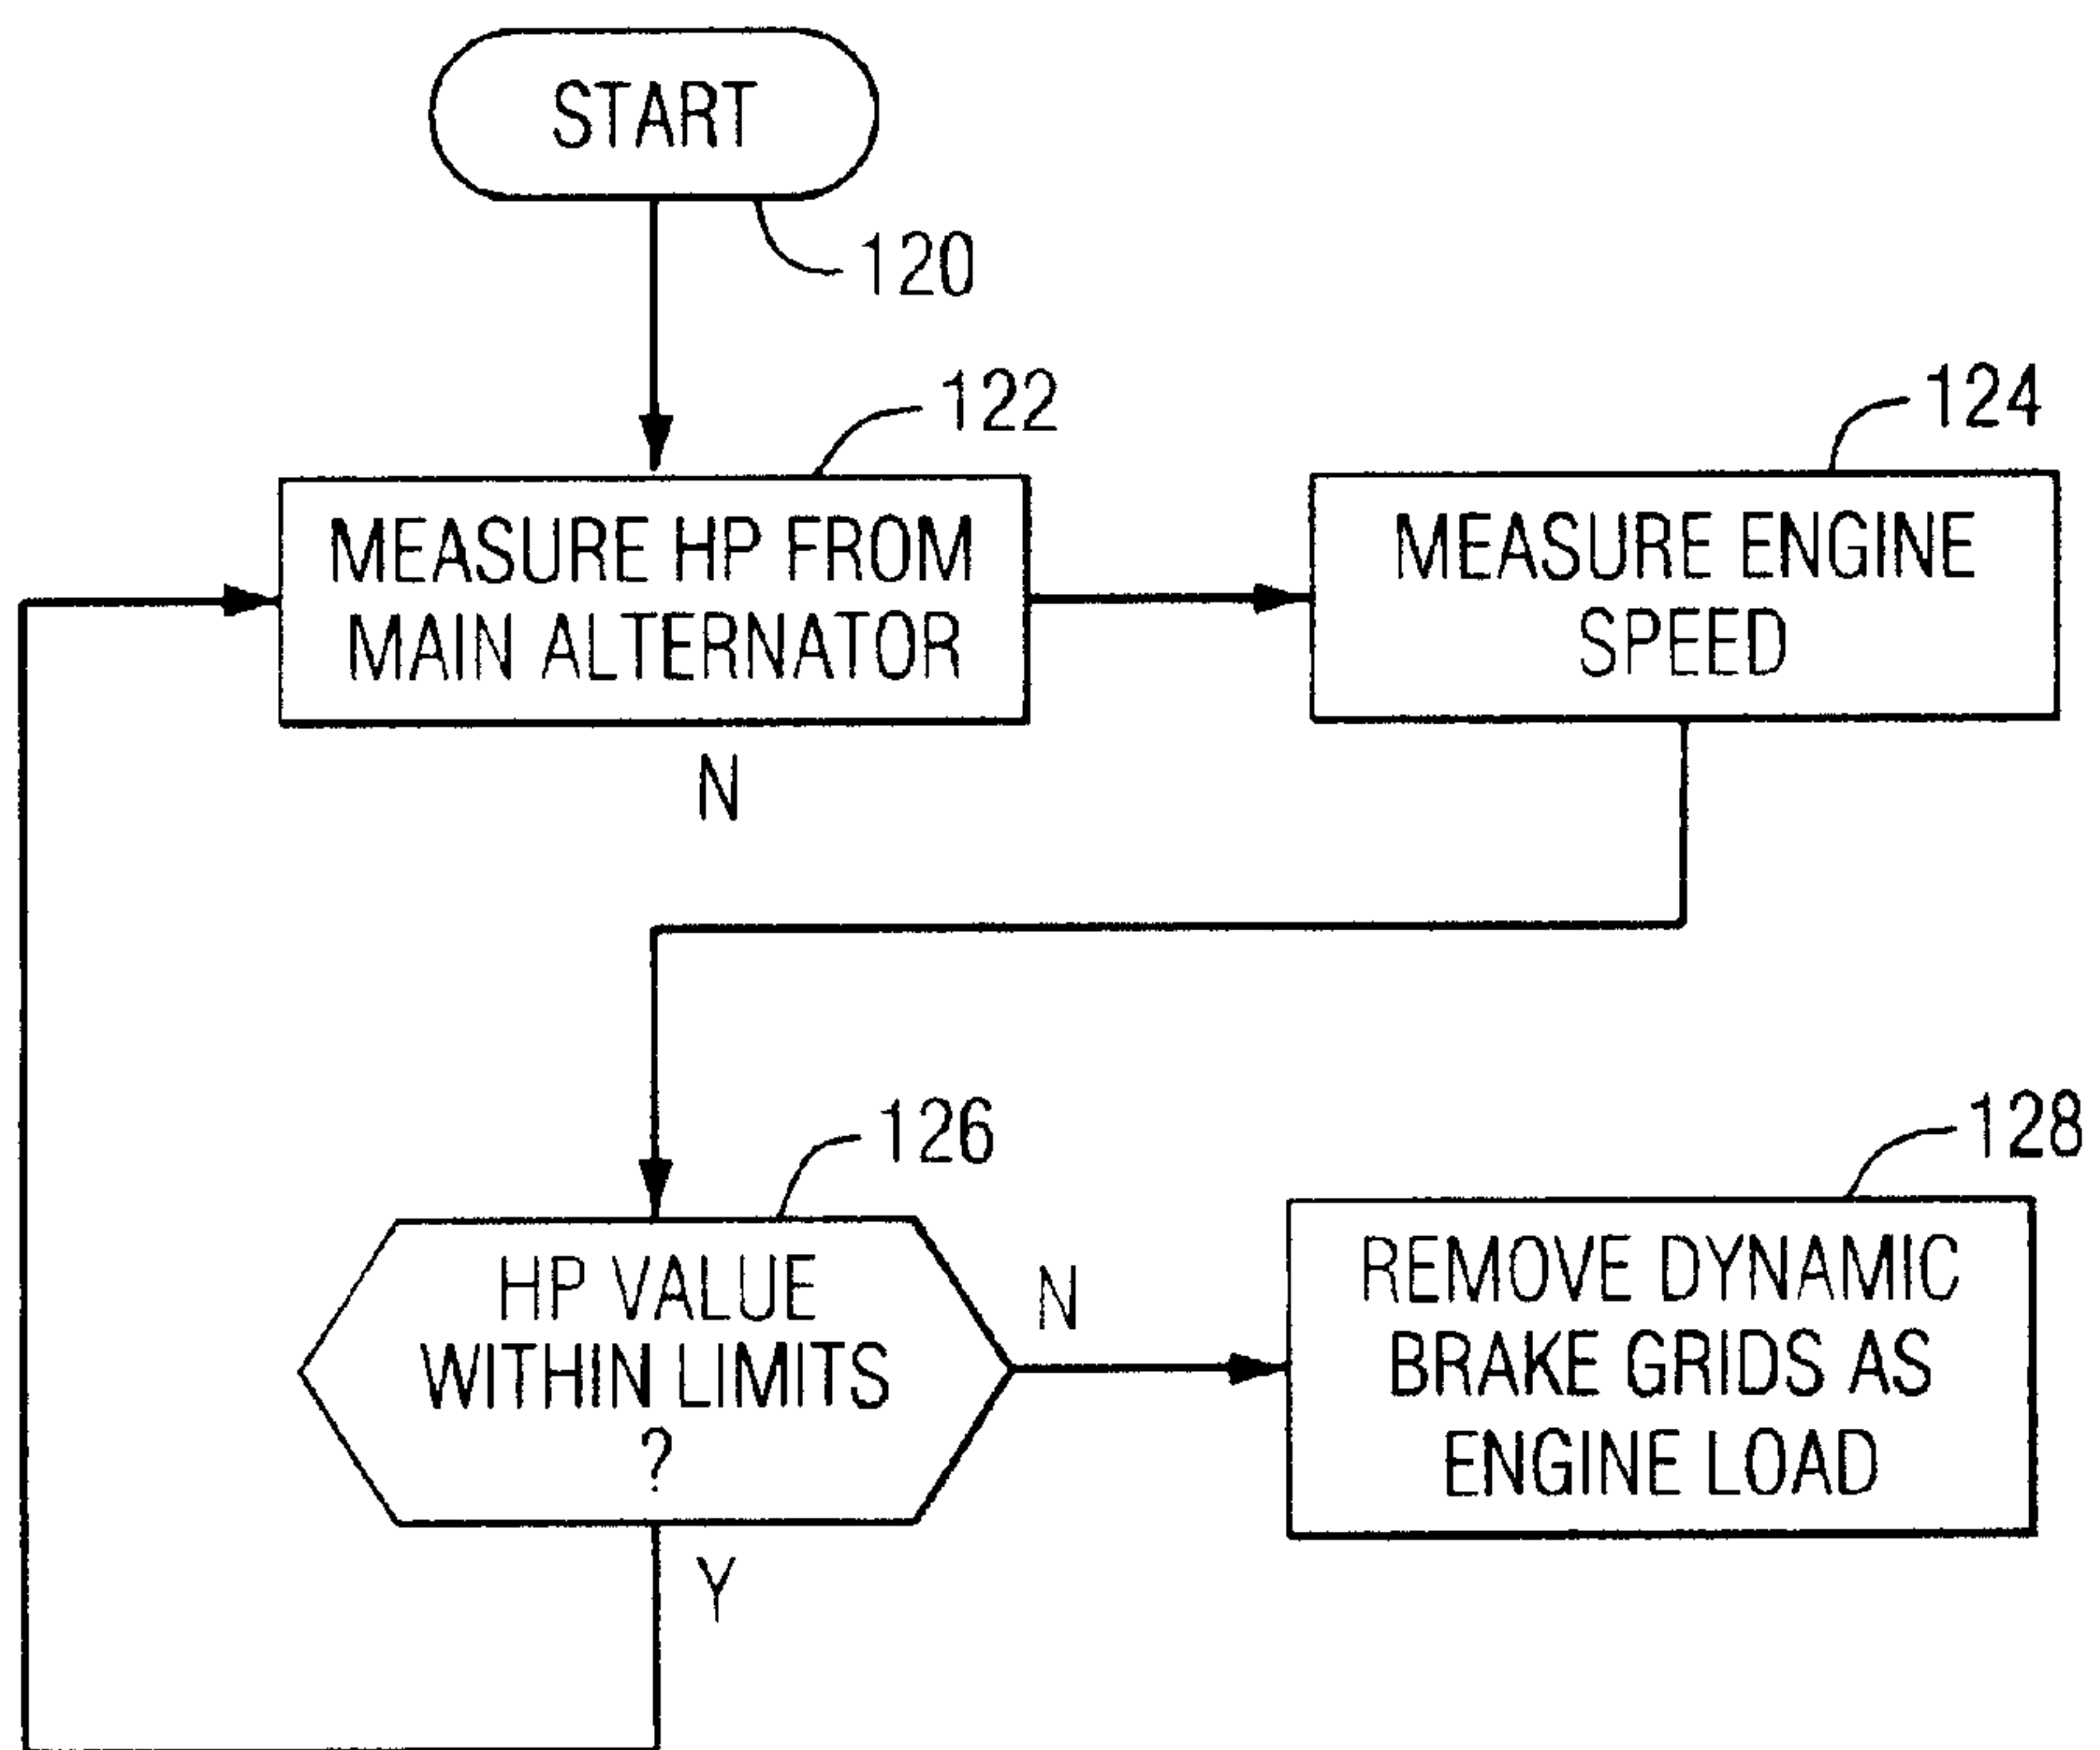 START
120
122
MEASURE HP FROM
MAIN ALTERNATOR
N
124
MEASURE ENGINE
SPEED
126
HP VALUE
WITHIN LIMITS
?
N
Y
128
REMOVE DYNAMIC
BRAKE GRIDS AS
ENGINE LOAD